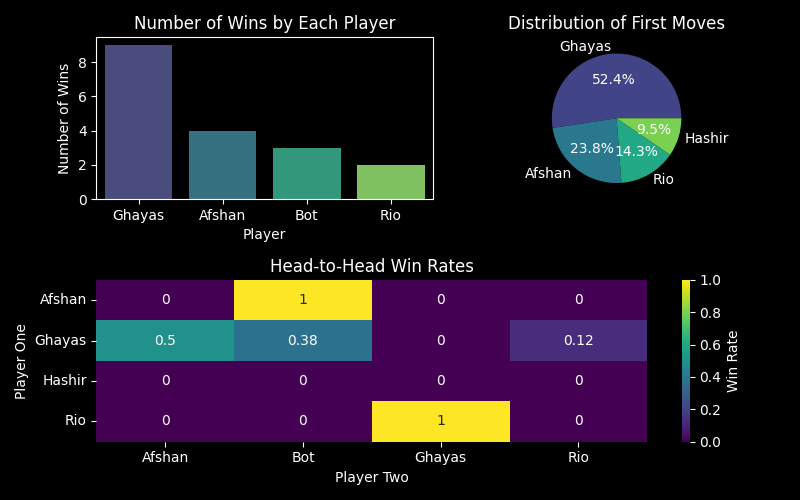 Number of Wins by Each Player
Number of Wins
8
6
4
2
0
Ghayas Afshan Bot Rio
Player
Distribution of First Moves
Ghayas
52.4%
Afshan
23.8%
Rio
14.3%
Hashir
9.5%
Head-to-Head Win Rates
Player One
Afshan 0 1 0 0
Ghayas 0.5 0.38 0 0.12
Hashir 0 0 0 0
Rio 0 0 1 0
Afshan Bot Ghayas Rio
Player Two
1.0
0.8
0.6
0.4
0.2
0.0
Win Rate